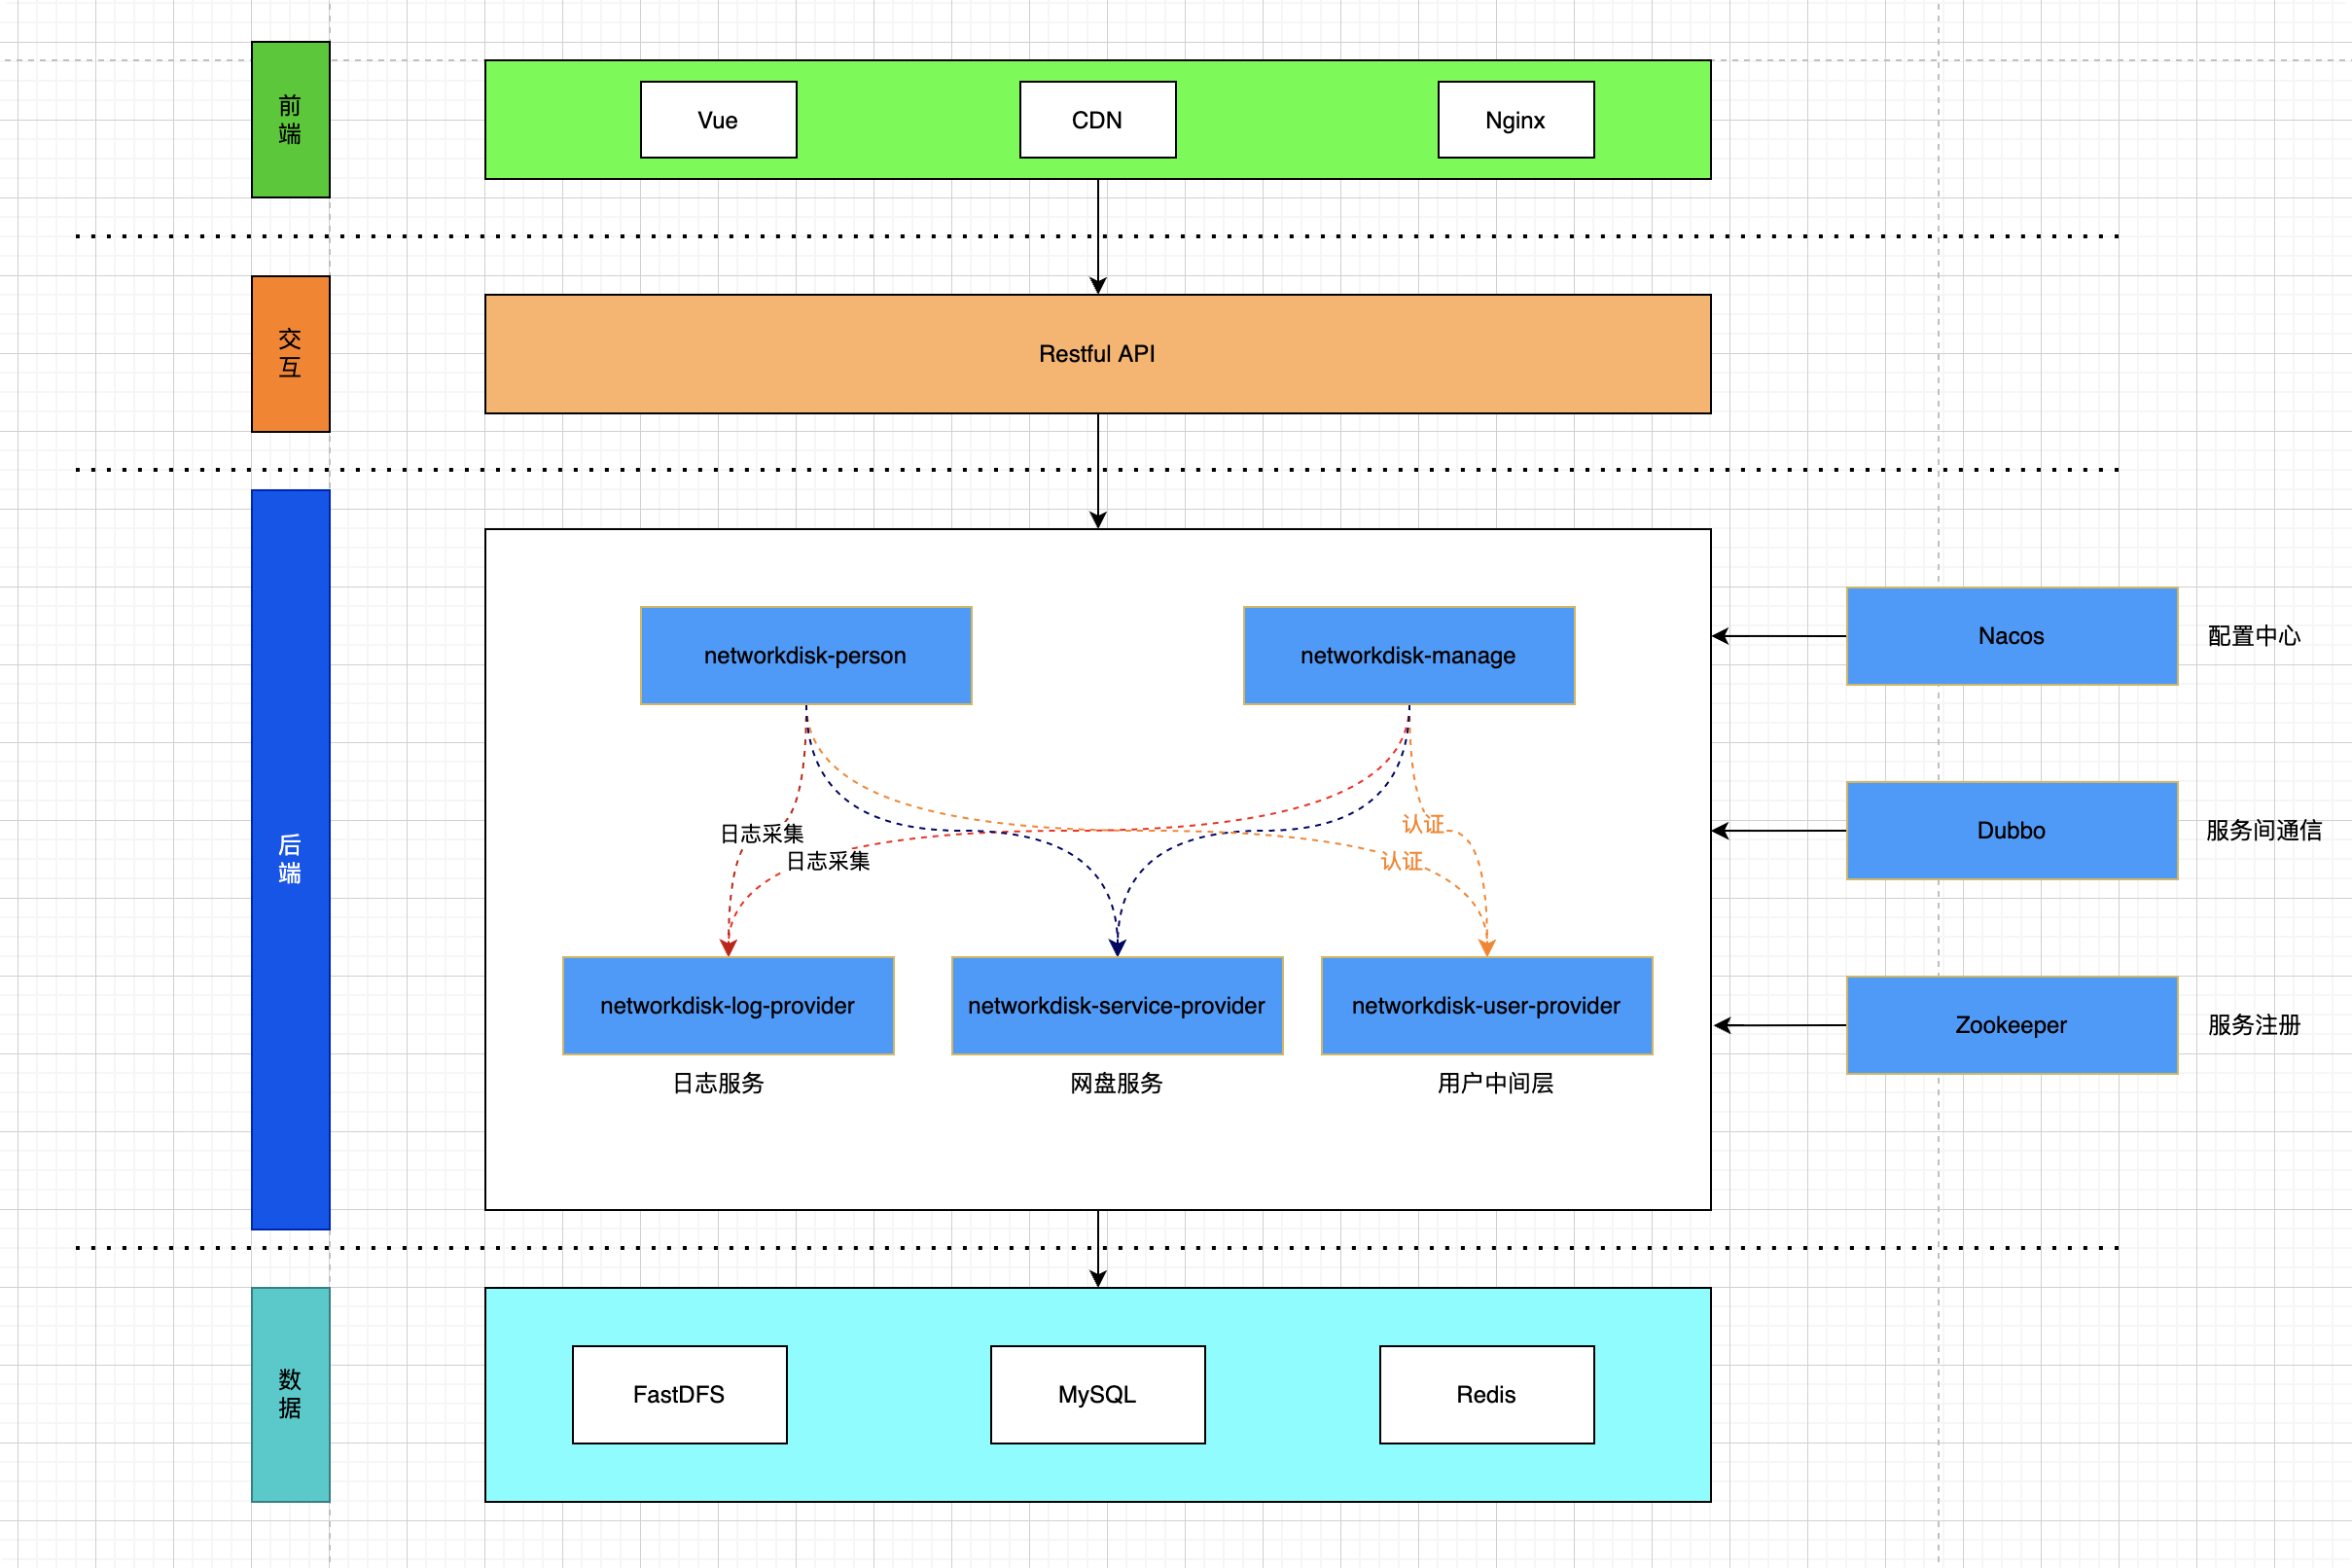 前
端
Vue
CDN
Nginx
交
互
Restful API
后
端
networkdisk-person
networkdisk-manage
Nacos
配置中心
日志采集
日志采集
认证
认证
Dubbo
服务间通信
networkdisk-log-provider
networkdisk-service-provider
networkdisk-user-provider
Zookeeper
服务注册
日志服务
网盘服务
用户中间层
数
据
FastDFS
MySQL
Redis